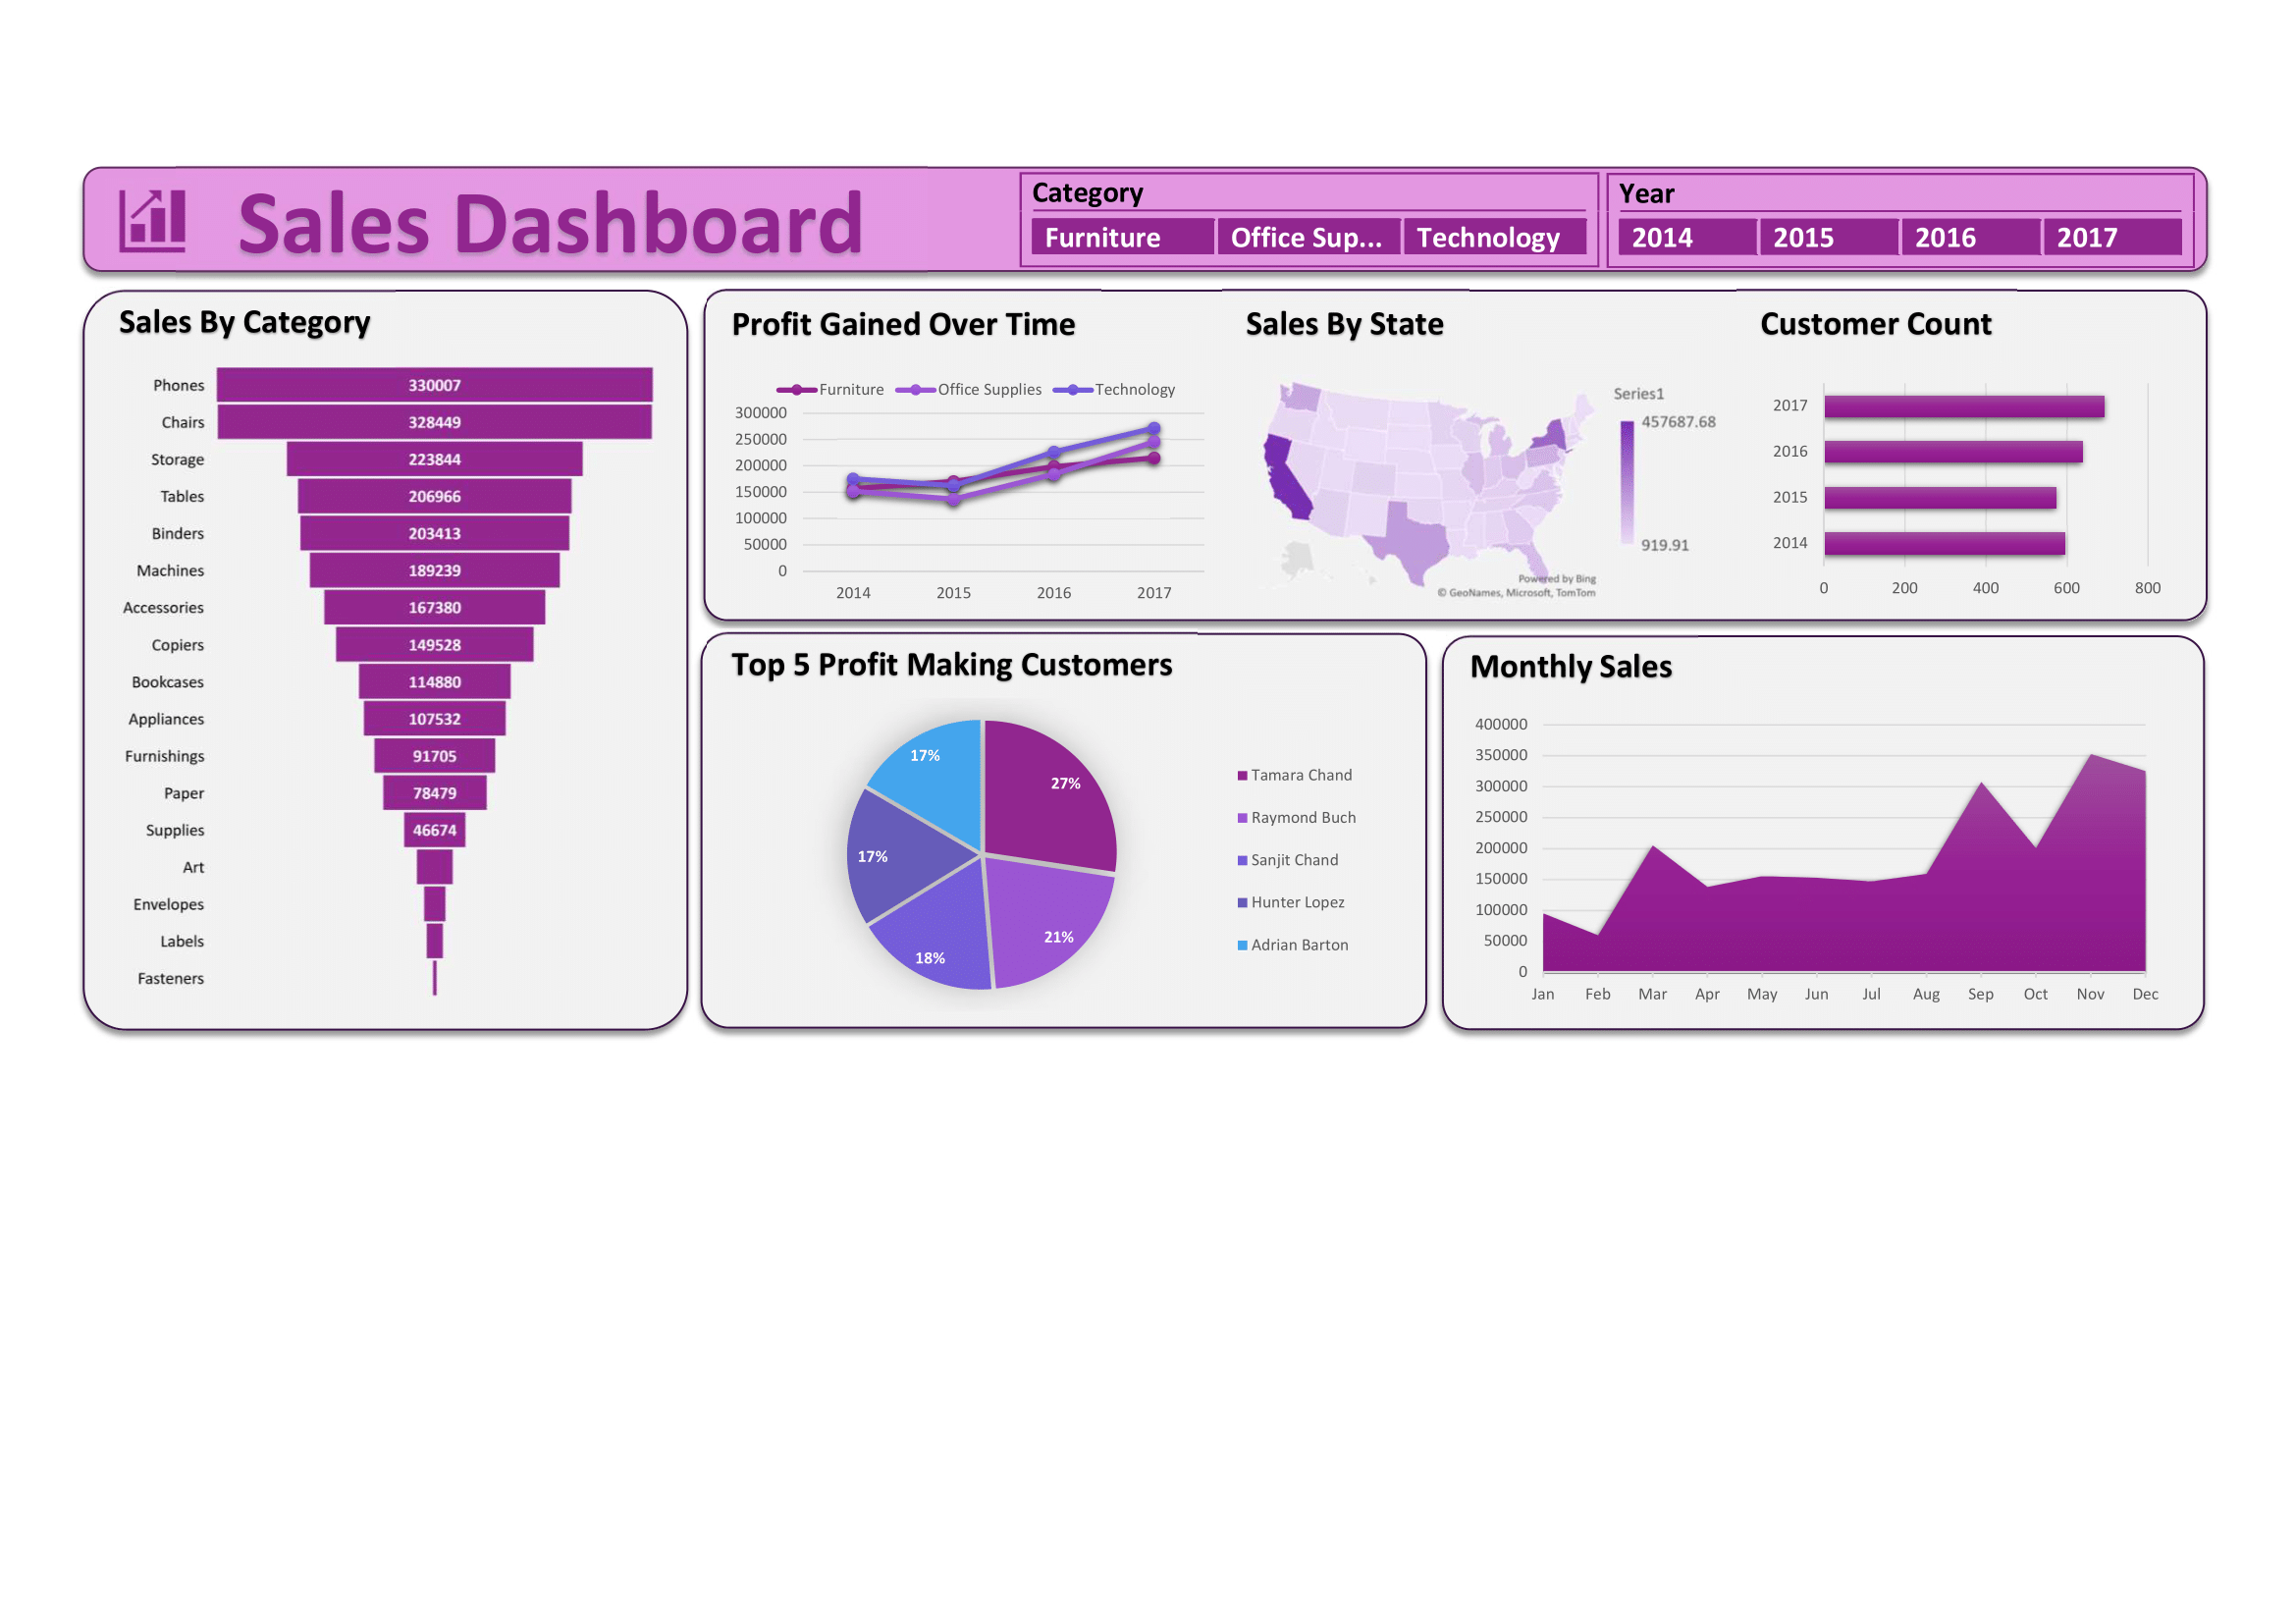 Sales Dashboard
Category
Furniture
Office Sup...
Technology
Year
2014
2015
2016
2017
Sales By Category
Phones 330007
Chairs 328449
Storage 223844
Tables 206966
Binders 203413
Machines 189239
Accessories 167380
Copiers 149528
Bookcases 114880
Appliances 107532
Furnishings 91705
Paper 78479
Supplies 46674
Art
Envelopes
Labels
Fasteners
Profit Gained Over Time
Furniture Office Supplies Technology
300000
250000
200000
150000
100000
50000
0
2014 2015 2016 2017
Sales By State
Series1
457687.68
919.91
Powered by Bing
© GeoNames, Microsoft, TomTom
Customer Count
2017
2016
2015
2014
0 200 400 600 800
Top 5 Profit Making Customers
27%
21%
18%
17%
17%
Tamara Chand
Raymond Buch
Sanjit Chand
Hunter Lopez
Adrian Barton
Monthly Sales
400000
350000
300000
250000
200000
150000
100000
50000
0
Jan Feb Mar Apr May Jun Jul Aug Sep Oct Nov Dec